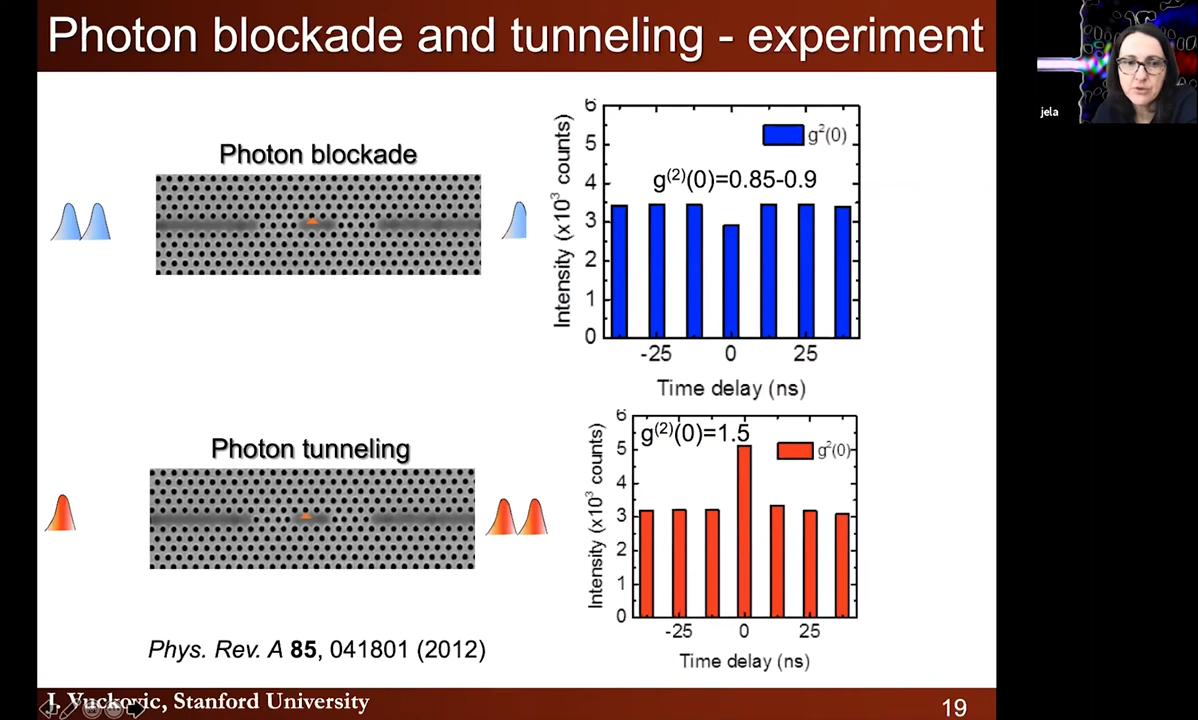 Photon blockade and tunneling - experiment
jela
Photon blockade
6
5
4
3
2
1
0
Intensity (x10³ counts)
g²(0)
g⁽²⁾(0)=0.85-0.9
-25 0 25
Time delay (ns)
Photon tunneling
6
5
4
3
2
1
0
Intensity (x10³ counts)
g⁽²⁾(0)=1.5
g²(0)
-25 0 25
Time delay (ns)
Phys. Rev. A 85, 041801 (2012)
J. Vuckovic, Stanford University
19